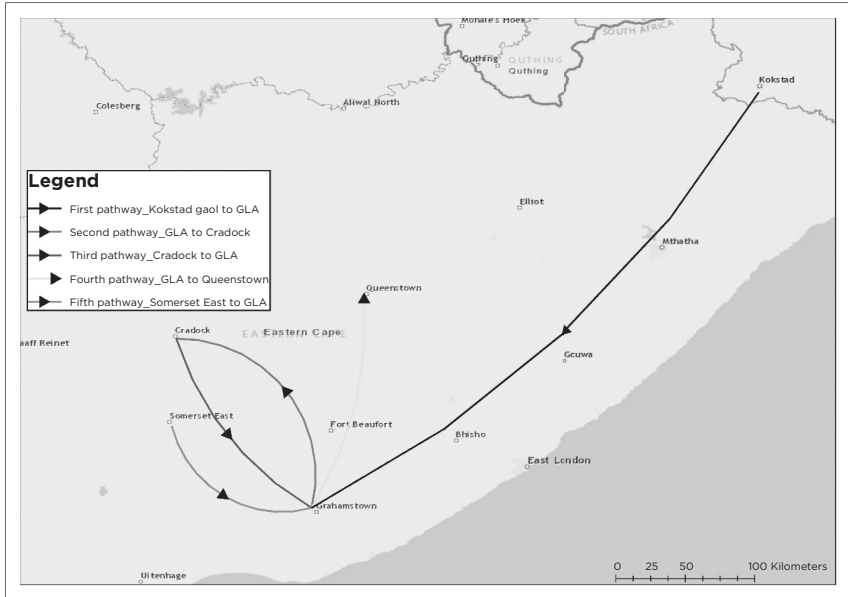 Mohale's Hoek
SOUTH AFRICA
Quthing
QUTHING
Quthing
Kokstad
Colesberg
Aliwal North
Legend
First pathway_Kokstad gaol to GLA
Second pathway_GLA to Cradock
Third pathway_Cradock to GLA
Fourth pathway_GLA to Queenstown
Fifth pathway_Somerset East to GLA
Elliot
Mthatha
Queenstown
Cradock
EASTERN CAPE
Eastern Cape
aaff Reinet
Gcuwa
Somerset East
Fort Beaufort
Bhisho
East London
Grahamstown
Uitenhage
0 25 50 100 Kilometers